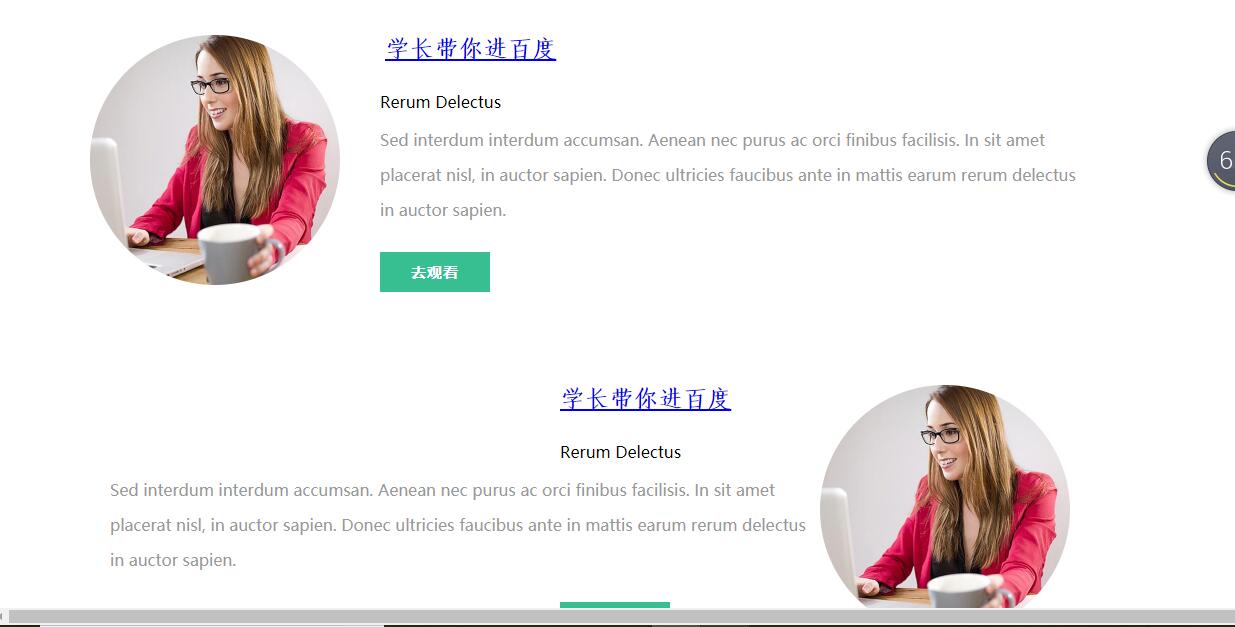 学长带你进百度
Rerum Delectus
Sed interdum interdum accumsan. Aenean nec purus ac orci finibus facilisis. In sit amet
placerat nisl, in auctor sapien. Donec ultricies faucibus ante in mattis earum rerum delectus
in auctor sapien.
去观看
6
学长带你进百度
Rerum Delectus
Sed interdum interdum accumsan. Aenean nec purus ac orci finibus facilisis. In sit amet
placerat nisl, in auctor sapien. Donec ultricies faucibus ante in mattis earum rerum delectus
in auctor sapien.